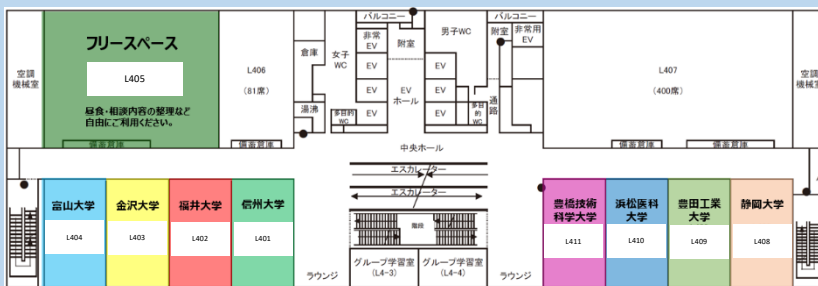 バルコニー
バルコニー
フリースペース
L405
昼食・相談内容の整理など
自由にご利用ください。
空調
機械室
L406
(81席)
倉庫
湯沸
女子
WC
多目的
WC
非常
EV
附室
EV
EV
EV
EV
ホール
EV
EV
EV
男子WC
多目
的
WC
附室
非常用
EV
通
路
L407
(400席)
空調
機械室
備蓄倉庫
備蓄倉庫
備蓄倉庫
備蓄倉庫
中央ホール
エスカレーター
エスカレーター
階段
富山大学
L404
金沢大学
L403
福井大学
L402
信州大学
L401
ラウンジ
グループ学習室
(L4-3)
グループ学習室
(L4-4)
ラウンジ
豊橋技術
科学大学
L411
浜松医科
大学
L410
豊田工業
大学
L409
静岡大学
L408